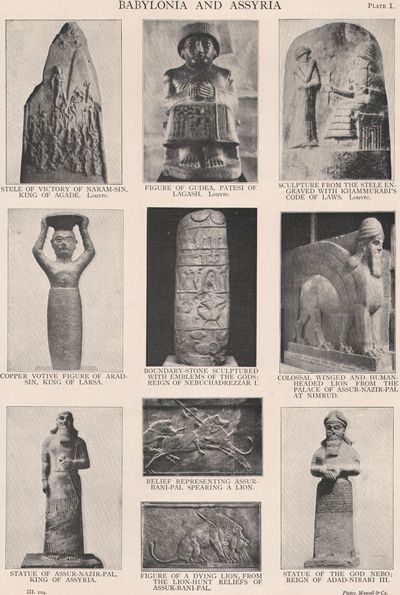 BABYLONIA AND ASSYRIA
PLATE I.
STELE OF VICTORY OF NARAM-SIN,
KING OF AGADE. Louvre.
FIGURE OF GUDEA, PATESI OF
LAGASH. Louvre.
SCULPTURE FROM THE STELE EN-
GRAVED WITH KHAMMURABI'S
CODE OF LAWS. Louvre.
COPPER VOTIVE FIGURE OF ARAD-
SIN, KING OF LARSA.
BOUNDARY-STONE SCULPTURED
WITH EMBLEMS OF THE GODS;
REIGN OF NEBUCHADREZZAR I.
COLOSSAL WINGED AND HUMAN-
HEADED LION FROM THE
PALACE OF ASSUR-NAZIR-PAL
AT NIMRUD.
RELIEF REPRESENTING ASSUR-
BANI-PAL SPEARING A LION.
STATUE OF ASSUR-NAZIR-PAL,
KING OF ASSYRIA.
FIGURE OF A DYING LION, FROM
THE LION-HUNT RELIEFS OF
ASSUR-BANI-PAL.
STATUE OF THE GOD NEBO;
REIGN OF ADAD-NIRARI III.
III. 104.
Photos, Mansell & Co.